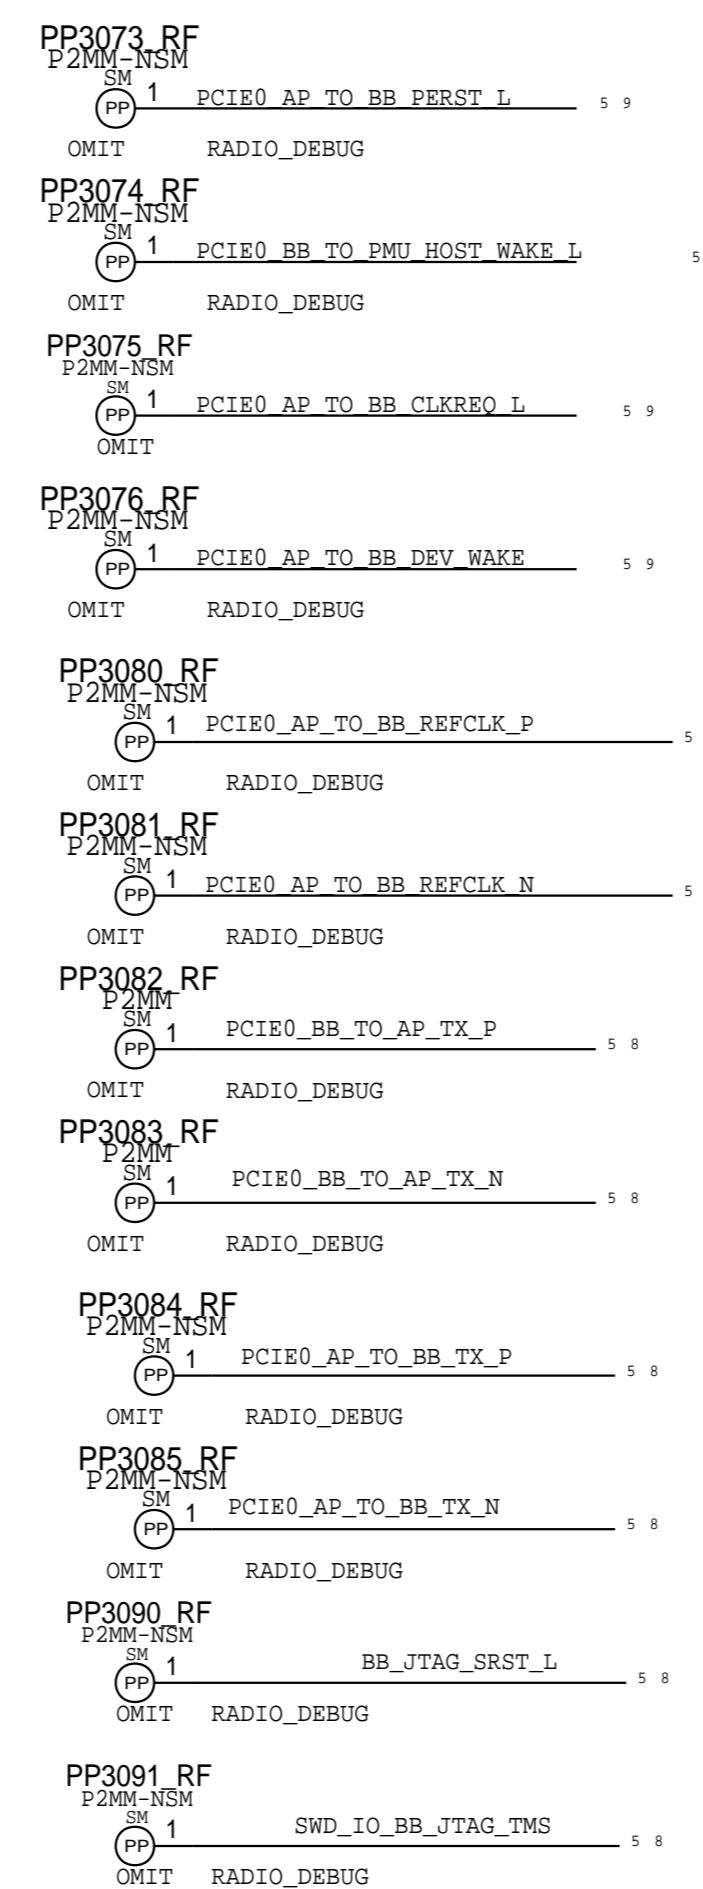 PP3073_RF
P2MM-NSM
SM
PP 1 PCIE0_AP_TO_BB_PERST_L 5 9
OMIT RADIO_DEBUG
PP3074_RF
P2MM-NSM
SM
PP 1 PCIE0_BB_TO_PMU_HOST_WAKE_L 5
OMIT RADIO_DEBUG
PP3075_RF
P2MM-NSM
SM
PP 1 PCIE0_AP_TO_BB_CLKREQ_L 5 9
OMIT
PP3076_RF
P2MM-NSM
SM
PP 1 PCIE0_AP_TO_BB_DEV_WAKE 5 9
OMIT RADIO_DEBUG
PP3080_RF
P2MM-NSM
SM
PP 1 PCIE0_AP_TO_BB_REFCLK_P 5
OMIT RADIO_DEBUG
PP3081_RF
P2MM-NSM
SM
PP 1 PCIE0_AP_TO_BB_REFCLK_N 5
OMIT RADIO_DEBUG
PP3082_RF
P2MM
SM
PP 1 PCIE0_BB_TO_AP_TX_P 5 8
OMIT RADIO_DEBUG
PP3083_RF
P2MM
SM
PP 1 PCIE0_BB_TO_AP_TX_N 5 8
OMIT RADIO_DEBUG
PP3084_RF
P2MM-NSM
SM
PP 1 PCIE0_AP_TO_BB_TX_P 5 8
OMIT RADIO_DEBUG
PP3085_RF
P2MM-NSM
SM
PP 1 PCIE0_AP_TO_BB_TX_N 5 8
OMIT RADIO_DEBUG
PP3090_RF
P2MM-NSM
SM
PP 1 BB_JTAG_SRST_L 5 8
OMIT RADIO_DEBUG
PP3091_RF
P2MM-NSM
SM
PP 1 SWD_IO_BB_JTAG_TMS 5 8
OMIT RADIO_DEBUG